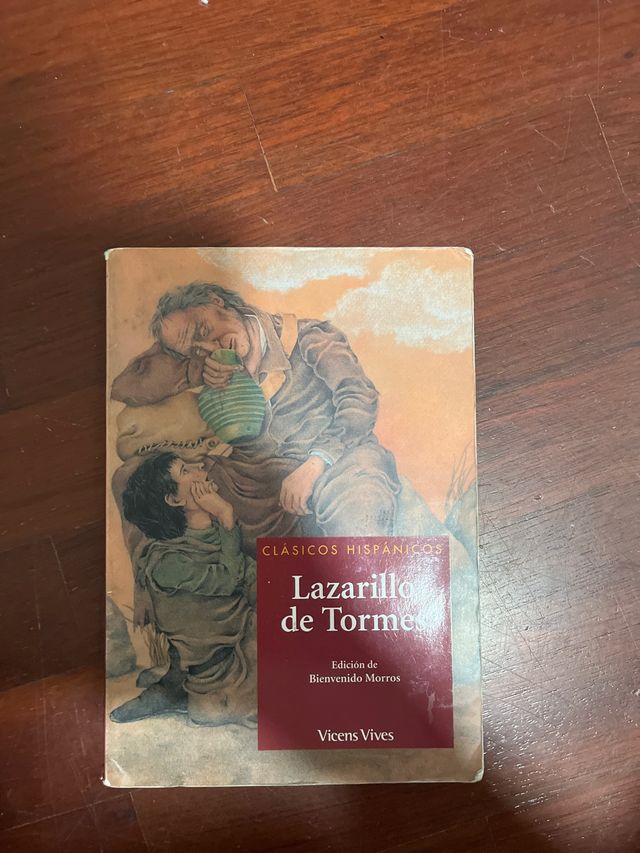 CLÁSICOS HISPÁNICOS
Lazarillo
de Tormes
Edición de
Bienvenido Morros
Vicens Vives